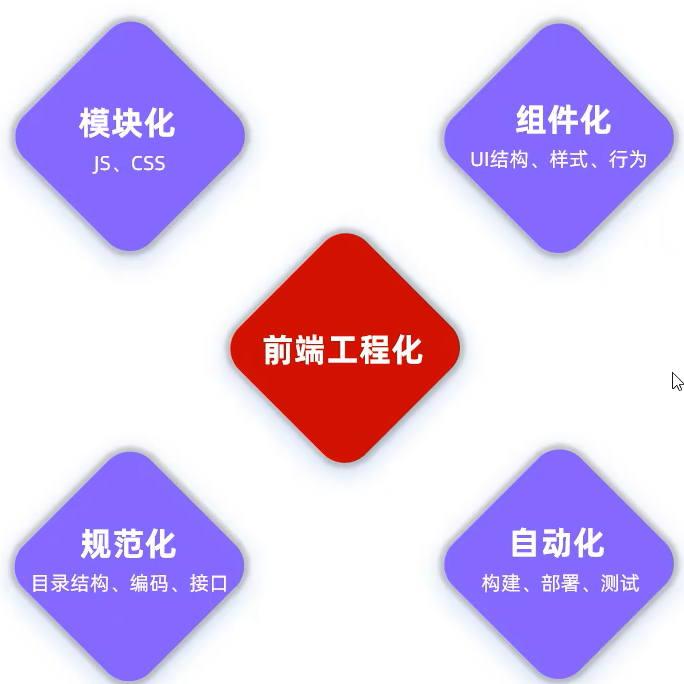 模块化
JS、CSS
组件化
UI结构、样式、行为
前端工程化
规范化
目录结构、编码、接口
自动化
构建、部署、测试